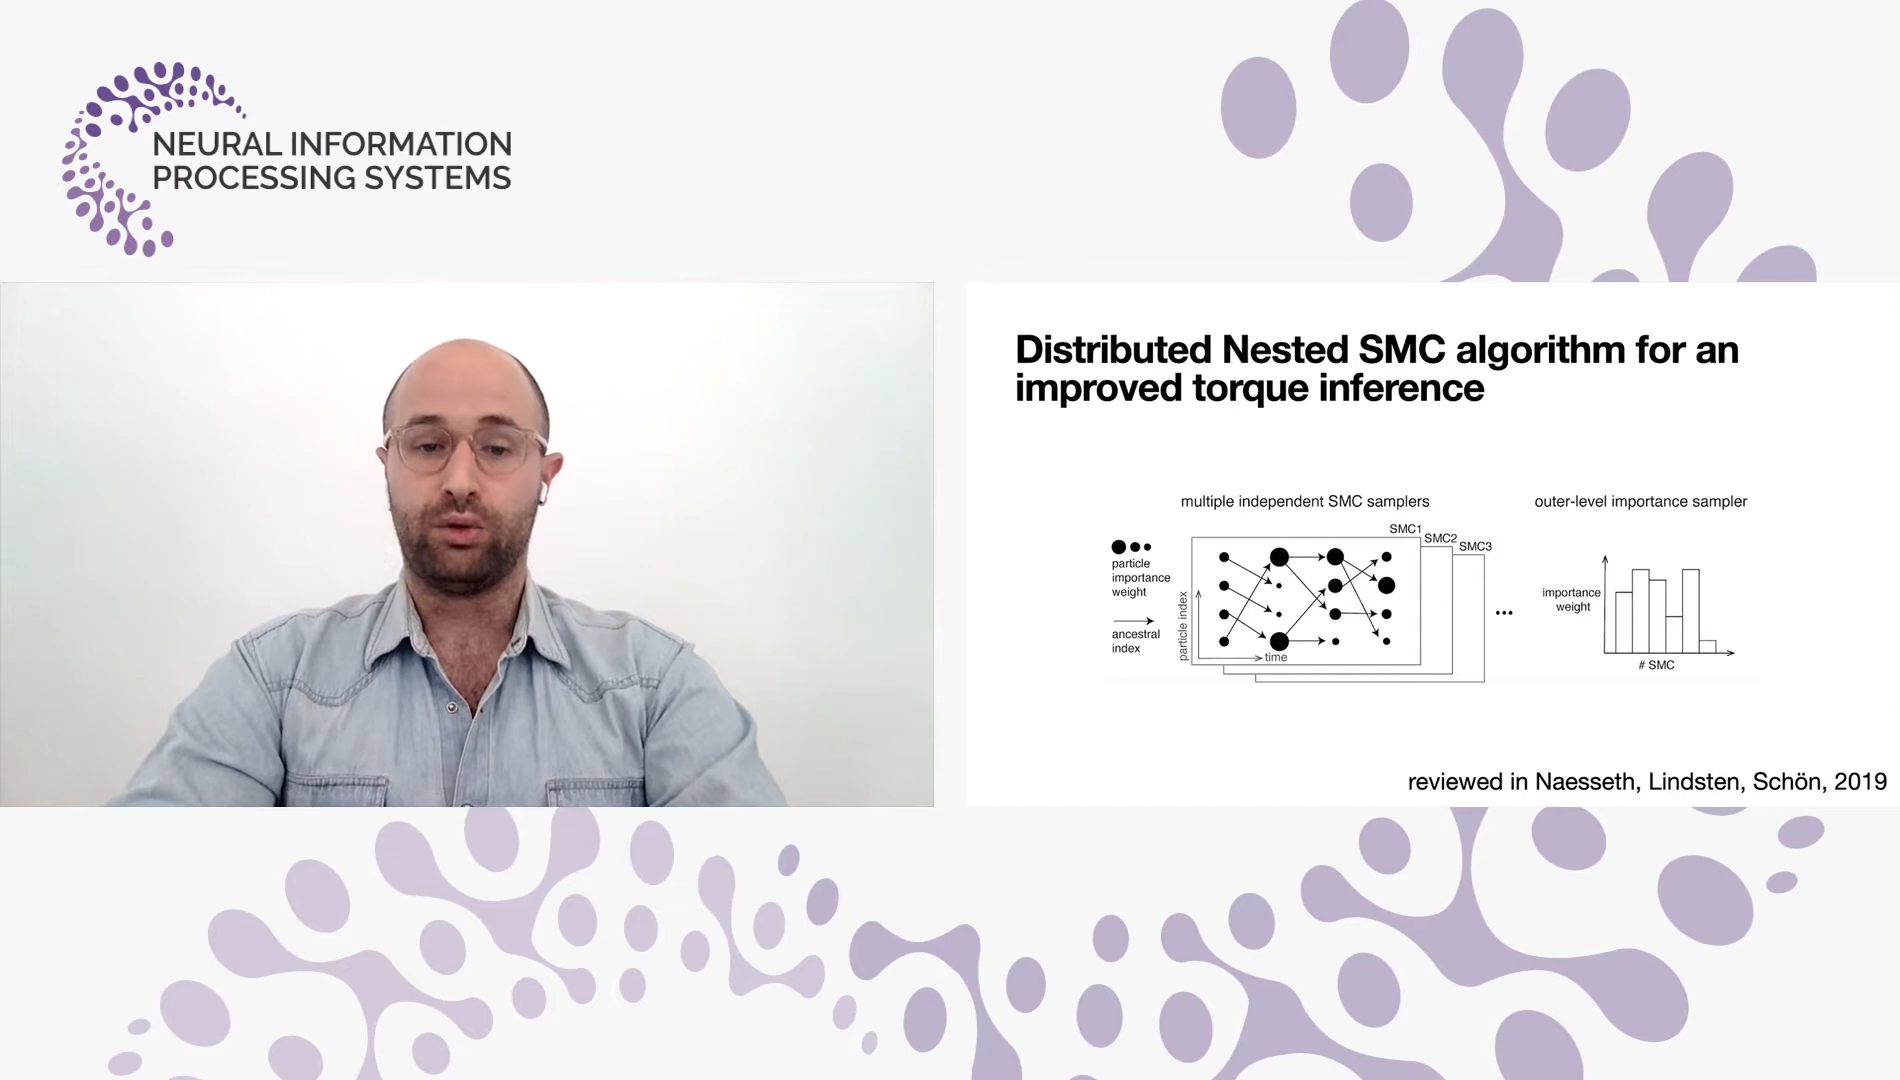 NEURAL INFORMATION
PROCESSING SYSTEMS
Distributed Nested SMC algorithm for an
improved torque inference
multiple independent SMC samplers
outer-level importance sampler
SMC1
SMC2
SMC3
particle
importance
weight
ancestral
index
particle index
time
...
importance
weight
# SMC
reviewed in Naesseth, Lindsten, Schön, 2019